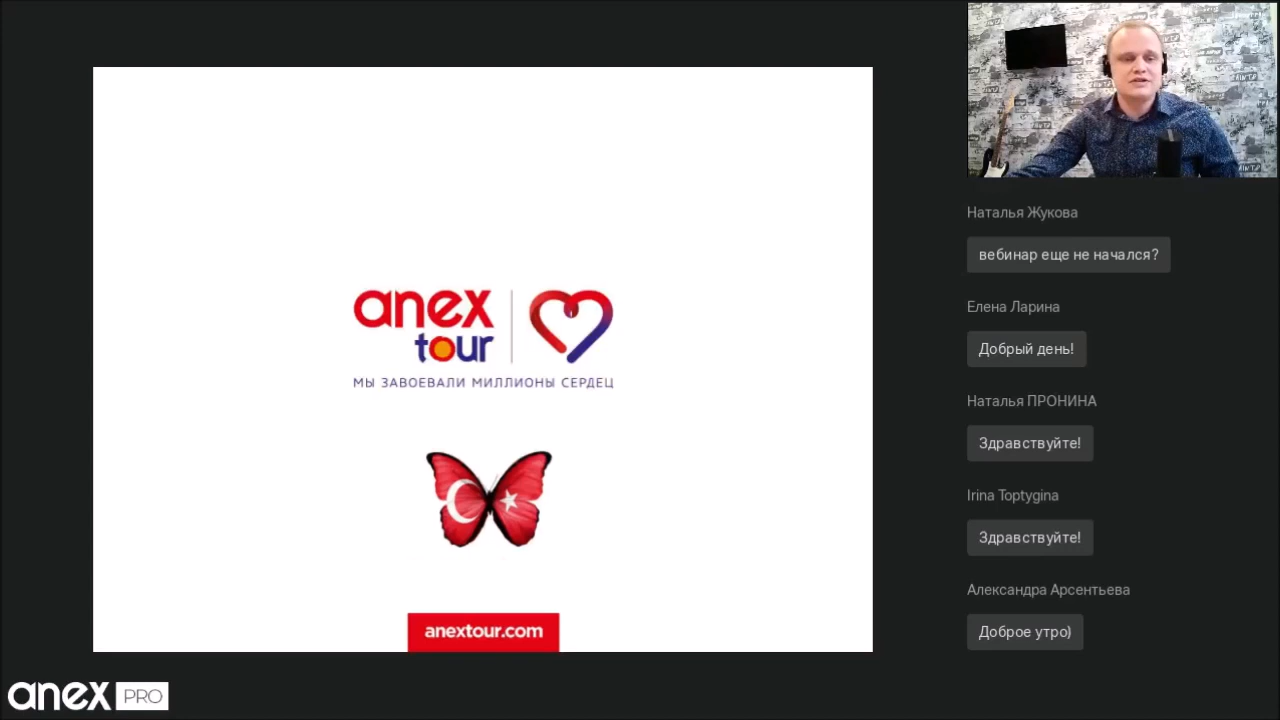 anex
tour
МЫ ЗАВОЕВАЛИ МИЛЛИОНЫ СЕРДЕЦ
anextour.com
anex PRO
Наталья Жукова
вебинар еще не начался?
Елена Ларина
Добрый день!
Наталья ПРОНИНА
Здравствуйте!
Irina Toptygina
Здравствуйте!
Александра Арсентьева
Доброе утро)